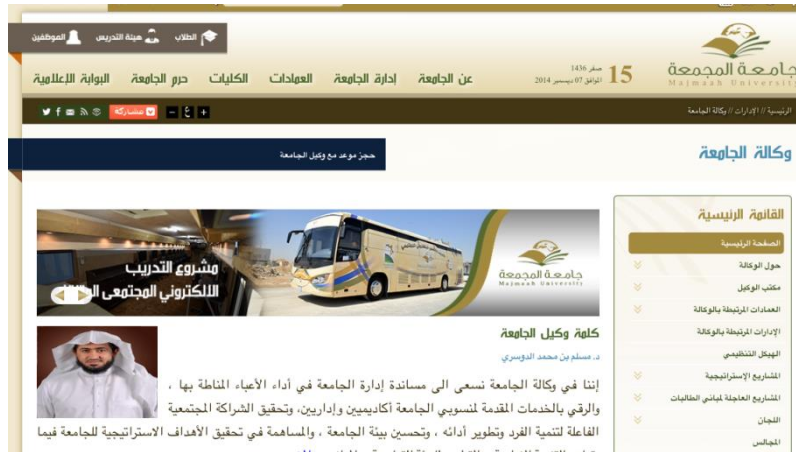 الطلاب
هيئة التدريس
الموظفين
جامعة المجمعة
Majmaah University
15
صفر 1436
الموافق 07 ديسمبر 2014
عن الجامعة
إدارة الجامعة
العمادات
الكليات
حرم الجامعة
البوابة الإعلامية
الرئيسية // الإدارات // وكالة الجامعة
+ ع -
مشاركة
وكالة الجامعة
حجز موعد مع وكيل الجامعة
القائمة الرئيسية
الصفحة الرئيسية
حول الوكالة
مكتب الوكيل
العمادات المرتبطة بالوكالة
الإدارات المرتبطة بالوكالة
الهيكل التنظيمي
المشاريع الإستراتيجية
المشاريع العاجلة لمباني الطالبات
اللجان
المجالس
جامعة المجمعة
Majmaah University
مشروع التدريب
الالكتروني المجتمعي
كلمة وكيل الجامعة
د. مسلم بن محمد الدوسري
إننا في وكالة الجامعة نسعى الى مساندة إدارة الجامعة في أداء الأعباء المناطة بها ،
والرقي بالخدمات المقدمة لمنسوبي الجامعة أكاديميين وإداريين، وتحقيق الشراكة المجتمعية
الفاعلة لتنمية الفرد وتطوير أدائه ، وتحسين بيئة الجامعة ، والمساهمة في تحقيق الأهداف الاستراتيجية للجامعة فيما